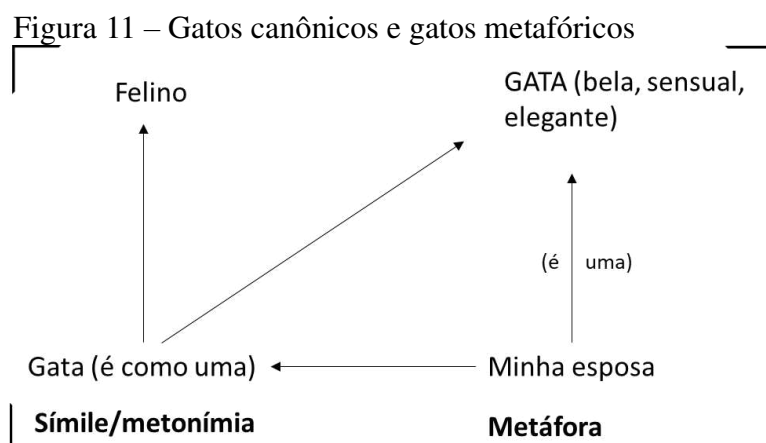 Figura 11 – Gatos canônicos e gatos metafóricos
Felino
GATA (bela, sensual,
elegante)
(é uma)
Gata (é como uma)
Minha esposa
Símile/metonímia
Metáfora